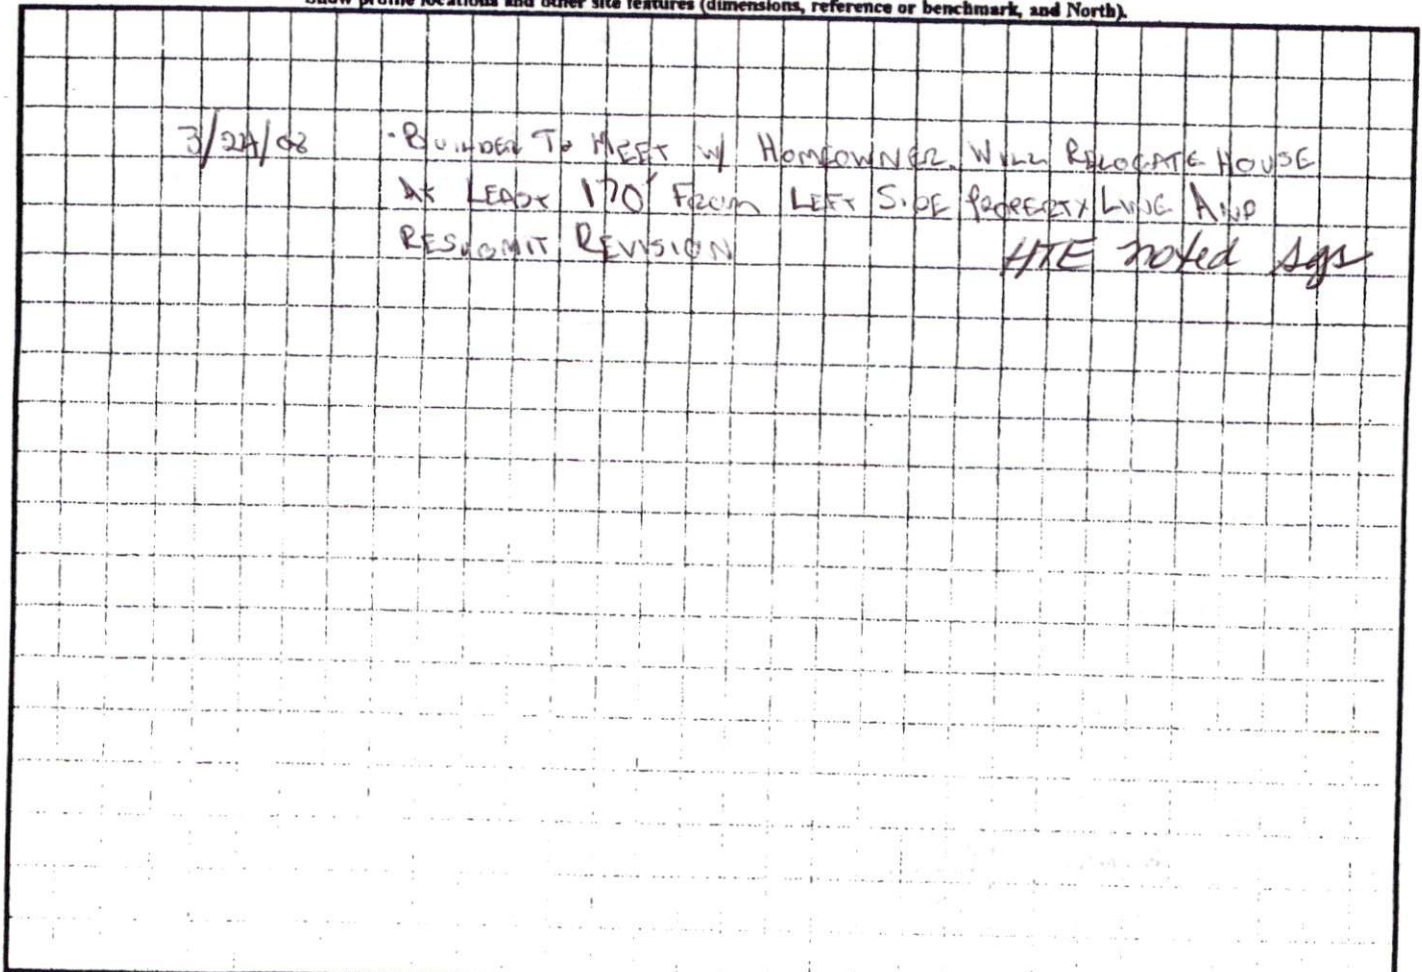 Show profile locations and other site features (dimensions, reference or benchmark, and North).
3/24/08 · BUILDER TO MEET W/ HOMEOWNER. WILL RELOCATE HOUSE
AT LEAST 170' FROM LEFT SIDE PROPERTY LINE AND
RESUBMIT REVISION
HTE noted sgs